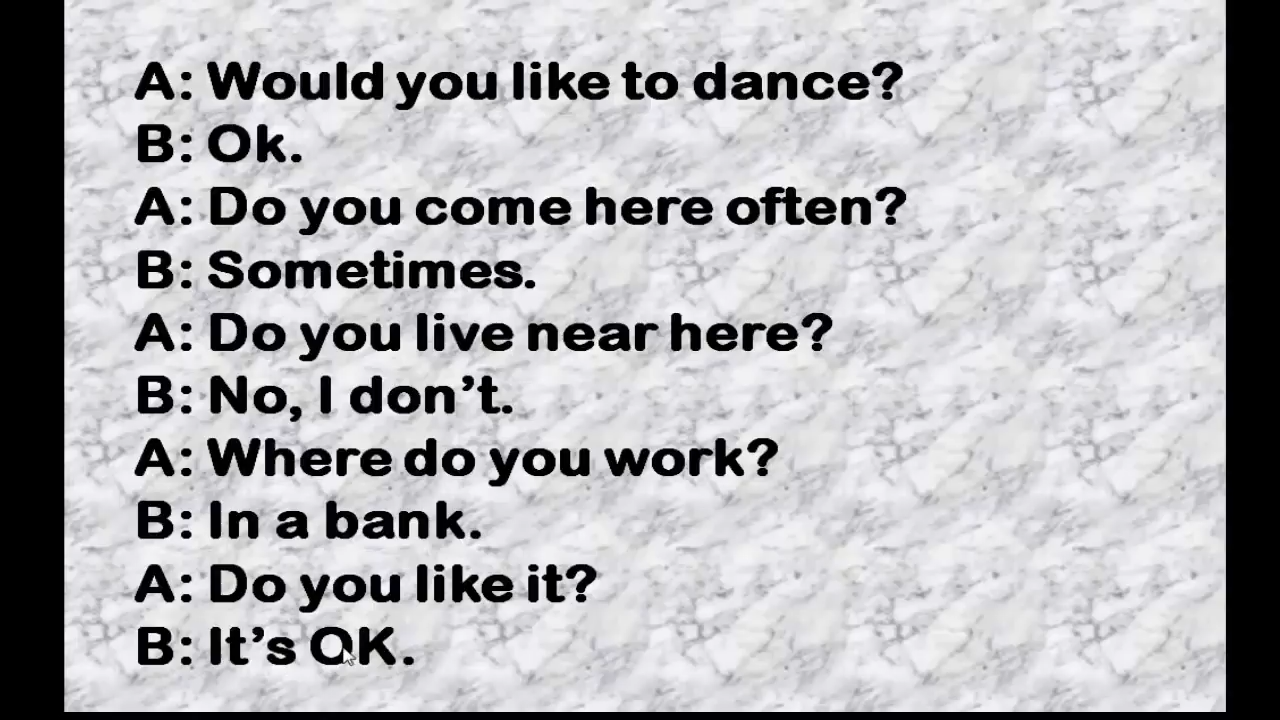 A: Would you like to dance?
B: Ok.
A: Do you come here often?
B: Sometimes.
A: Do you live near here?
B: No, I don’t.
A: Where do you work?
B: In a bank.
A: Do you like it?
B: It’s OK.